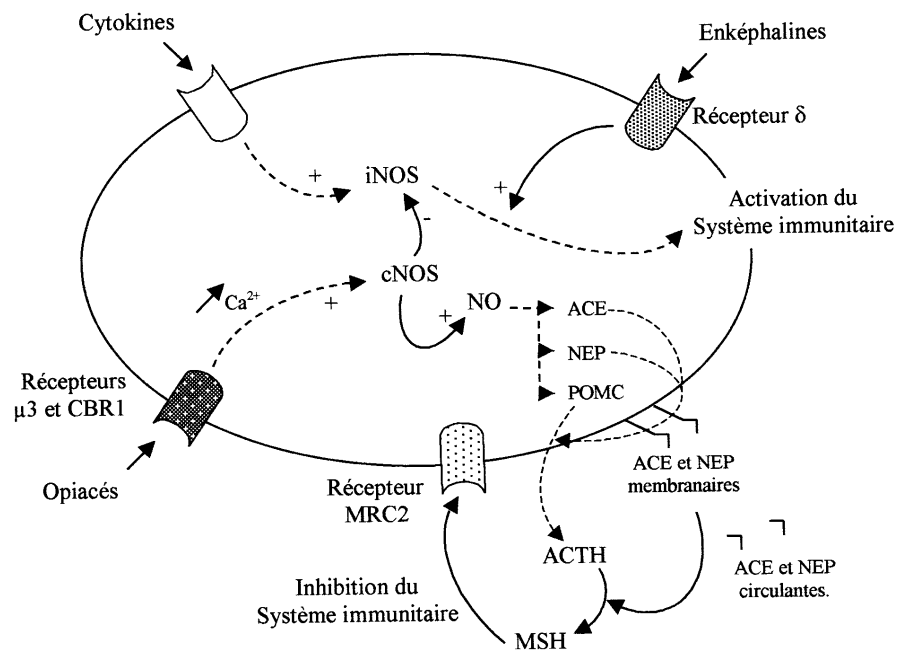 Cytokines
Enképhalines
Récepteur δ
+
iNOS
+
Activation du
Système immunitaire
-
cNOS
Ca²⁺
+
NO
+
ACE
NEP
POMC
Récepteurs
μ3 et CBR1
Opiacés
Récepteur
MRC2
ACE et NEP
membranaires
ACTH
ACE et NEP
circulantes.
Inhibition du
Système immunitaire
MSH